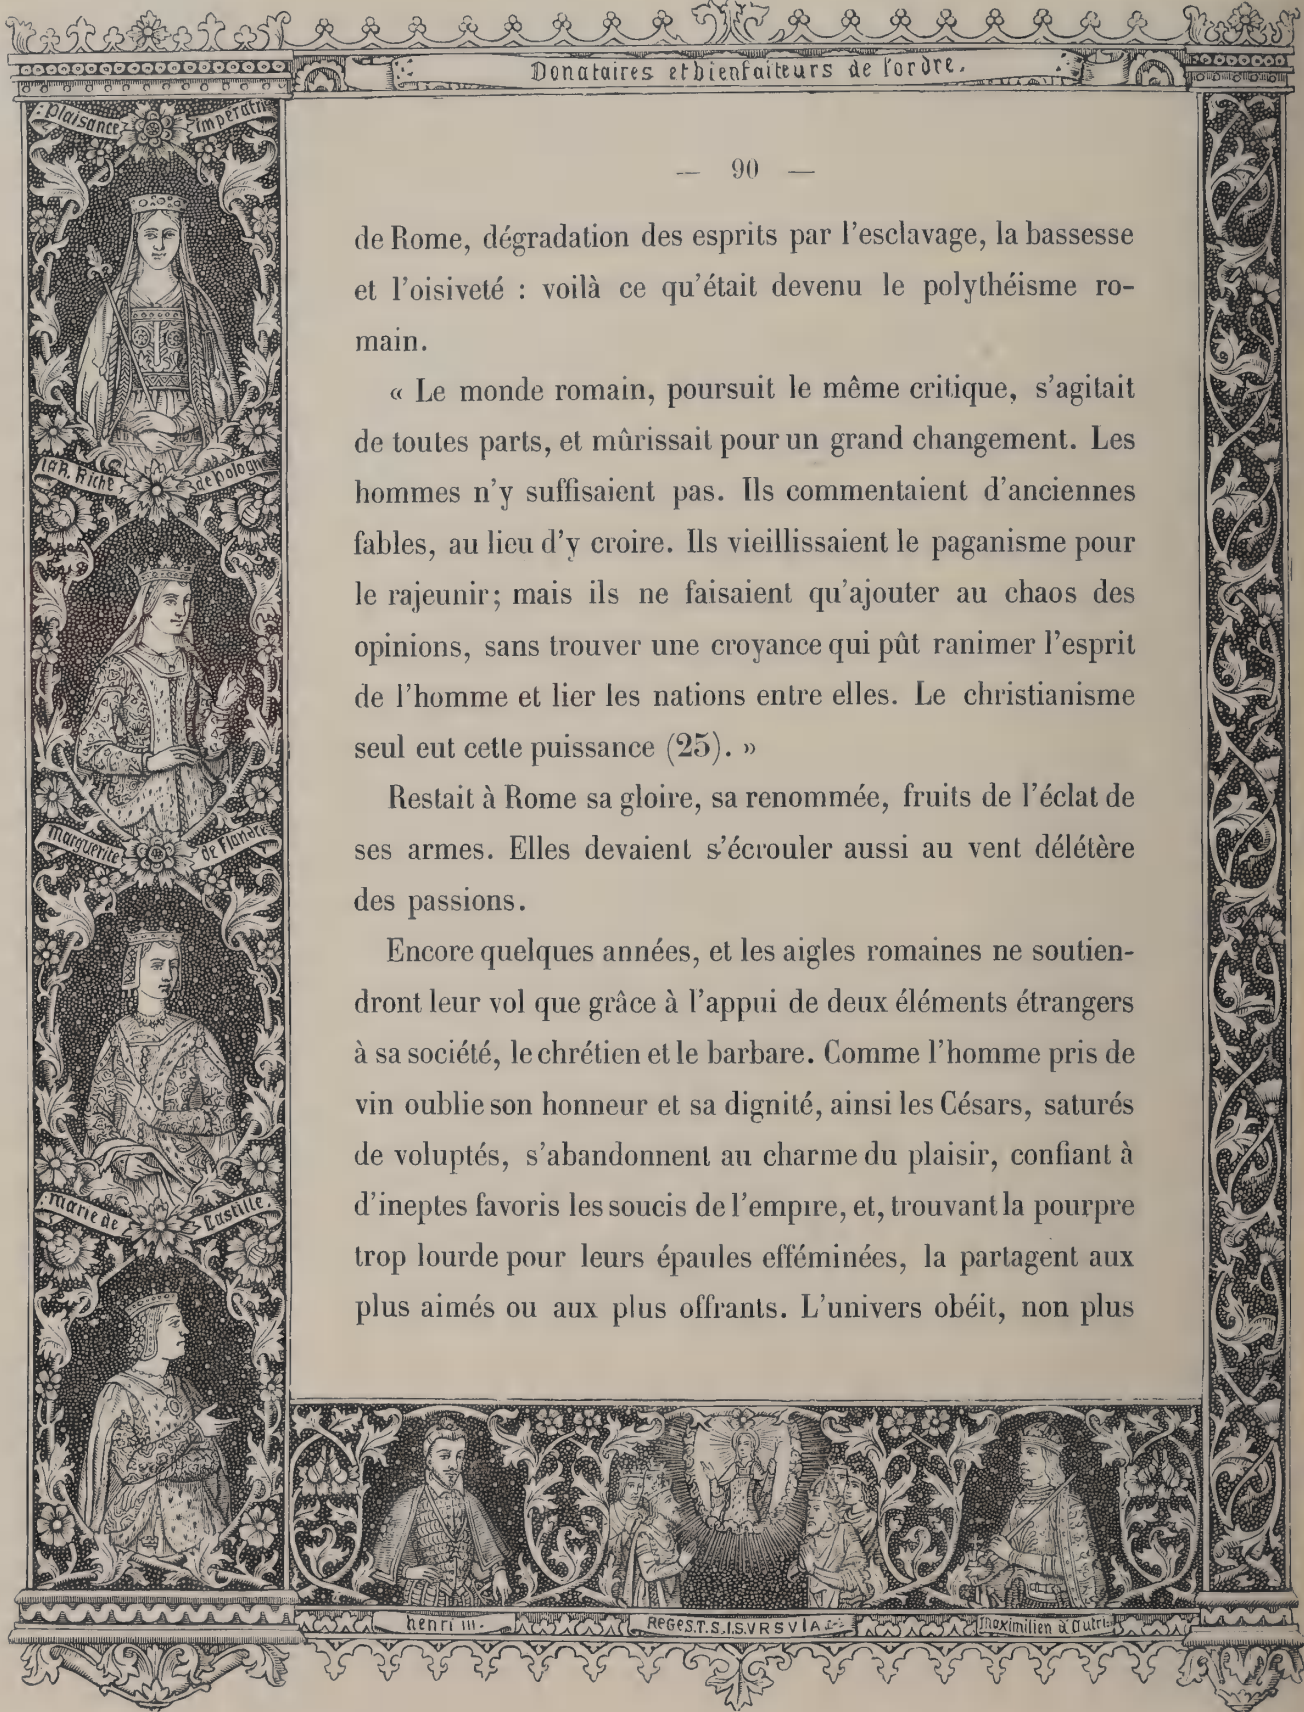 Donataires et bienfaiteurs de l'ordre.
plaisance impératri
la R. Riche de pologne
marguerite de Flandre
marie de Castille.
— 90 —
de Rome, dégradation des esprits par l'esclavage, la bassesse
et l'oisiveté : voilà ce qu'était devenu le polythéisme ro-
main.
« Le monde romain, poursuit le même critique, s'agitait
de toutes parts, et mûrissait pour un grand changement. Les
hommes n'y suffisaient pas. Ils commentaient d'anciennes
fables, au lieu d'y croire. Ils vieillissaient le paganisme pour
le rajeunir; mais ils ne faisaient qu'ajouter au chaos des
opinions, sans trouver une croyance qui pût ranimer l'esprit
de l'homme et lier les nations entre elles. Le christianisme
seul eut cette puissance (25). »
Restait à Rome sa gloire, sa renommée, fruits de l'éclat de
ses armes. Elles devaient s'écrouler aussi au vent délétère
des passions.
Encore quelques années, et les aigles romaines ne soutien-
dront leur vol que grâce à l'appui de deux éléments étrangers
à sa société, le chrétien et le barbare. Comme l'homme pris de
vin oublie son honneur et sa dignité, ainsi les Césars, saturés
de voluptés, s'abandonnent au charme du plaisir, confiant à
d'ineptes favoris les soucis de l'empire, et, trouvant la pourpre
trop lourde pour leurs épaules efféminées, la partagent aux
plus aimés ou aux plus offrants. L'univers obéit, non plus
henri III.
REGES.T.S.I.S.VRSVLA
Maximilien d'Autri